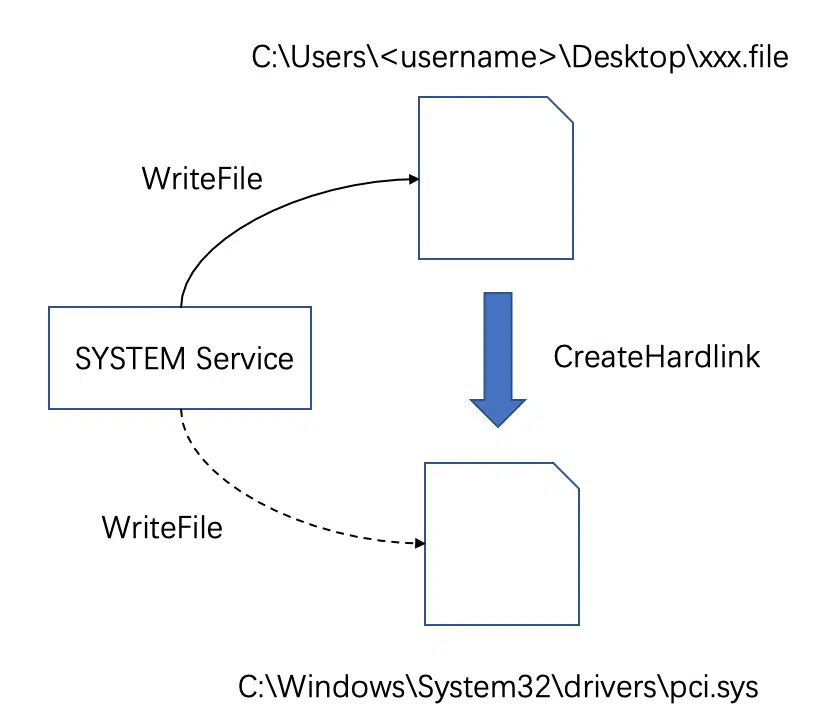 C:\Users\<username>\Desktop\xxx.file
WriteFile
SYSTEM Service
CreateHardlink
WriteFile
C:\Windows\System32\drivers\pci.sys